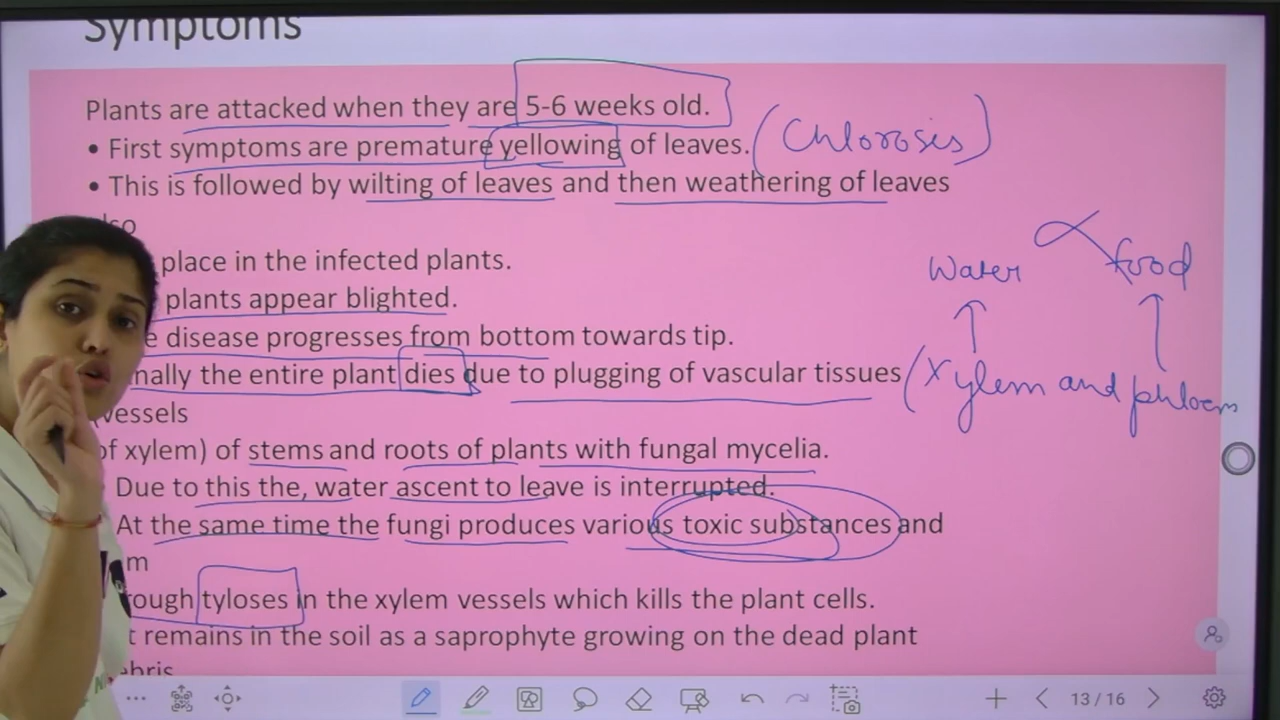 Symptoms
Plants are attacked when they are 5-6 weeks old.
• First symptoms are premature yellowing of leaves. (Chlorosis)
• This is followed by wilting of leaves and then weathering of leaves
place in the infected plants.
Water food
plants appear blighted.
disease progresses from bottom towards tip.
the entire plant dies due to plugging of vascular tissues (Xylem and phloem
(vessels
of xylem) of stems and roots of plants with fungal mycelia.
Due to this the, water ascent to leave is interrupted.
At the same time the fungi produces various toxic substances and
tyloses in the xylem vessels which kills the plant cells.
remains in the soil as a saprophyte growing on the dead plant
13 / 16